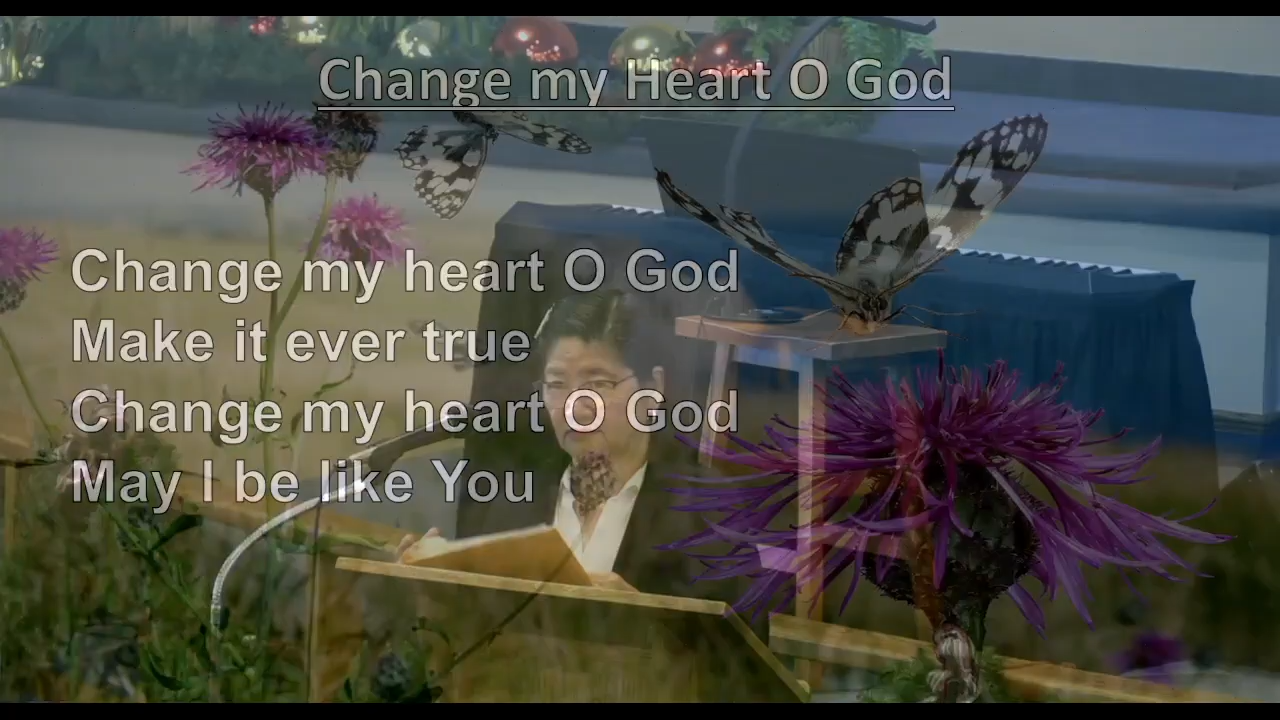 Change my Heart O God
Change my heart O God
Make it ever true
Change my heart O God
May I be like You